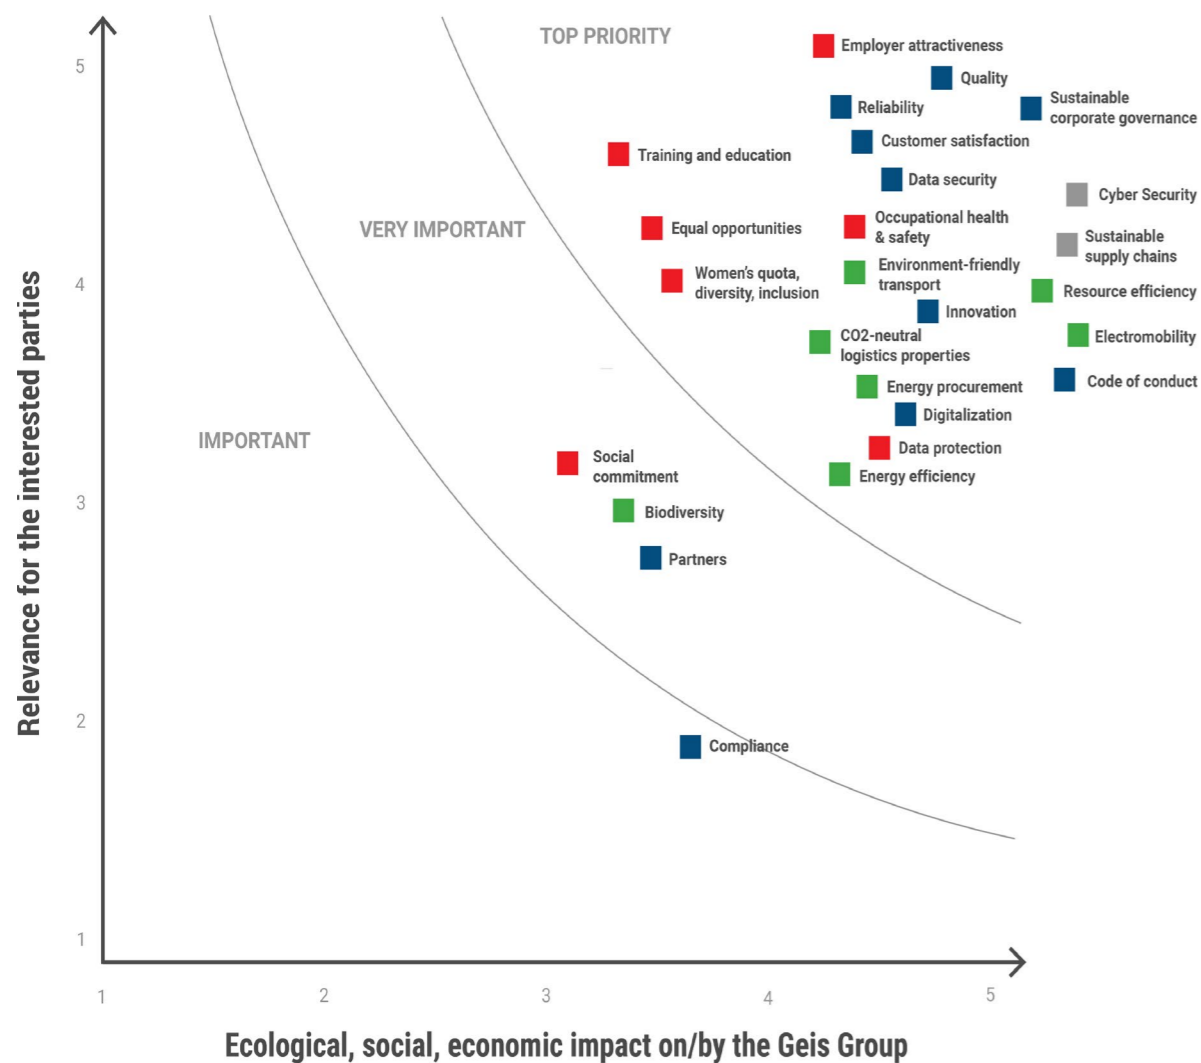 TOP PRIORITY
Employer attractiveness
5
Quality
Reliability
Sustainable
corporate governance
Customer satisfaction
Training and education
Data security
Cyber Security
VERY IMPORTANT
Equal opportunities
Occupational health
& safety
Sustainable
supply chains
4
Women's quota,
diversity, inclusion
Environment-friendly
transport
Resource efficiency
Innovation
CO2-neutral
logistics properties
Electromobility
Energy procurement
Code of conduct
Digitalization
IMPORTANT
Data protection
Social
commitment
Energy efficiency
3
Biodiversity
Partners
2
Compliance
1
Relevance for the interested parties
1
2
3
4
5
Ecological, social, economic impact on/by the Geis Group